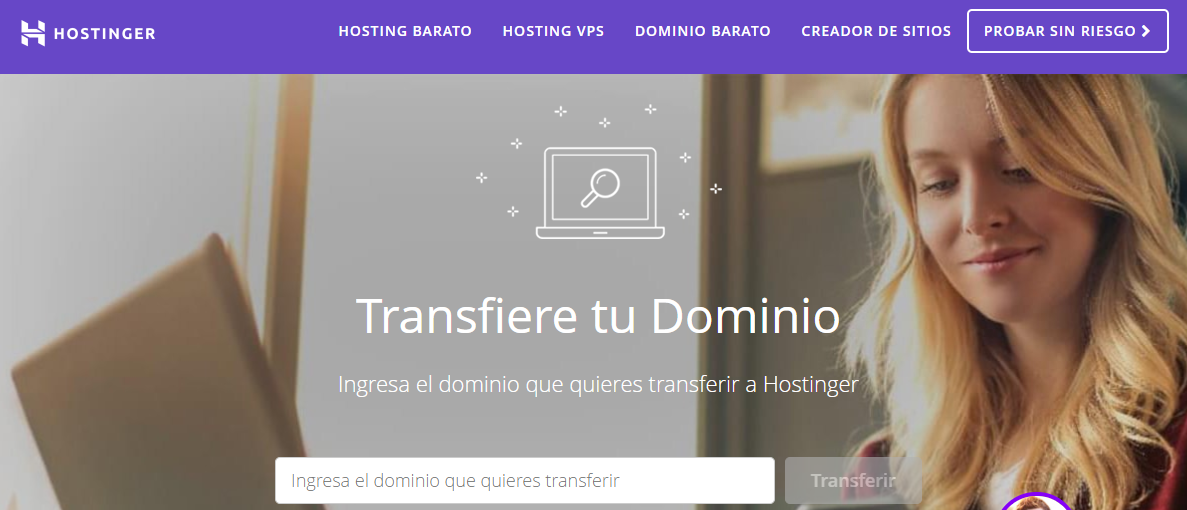 HOSTINGER
HOSTING BARATO
HOSTING VPS
DOMINIO BARATO
CREADOR DE SITIOS
PROBAR SIN RIESGO
Transfiere tu Dominio
Ingresa el dominio que quieres transferir a Hostinger
Ingresa el dominio que quieres transferir
Transferir